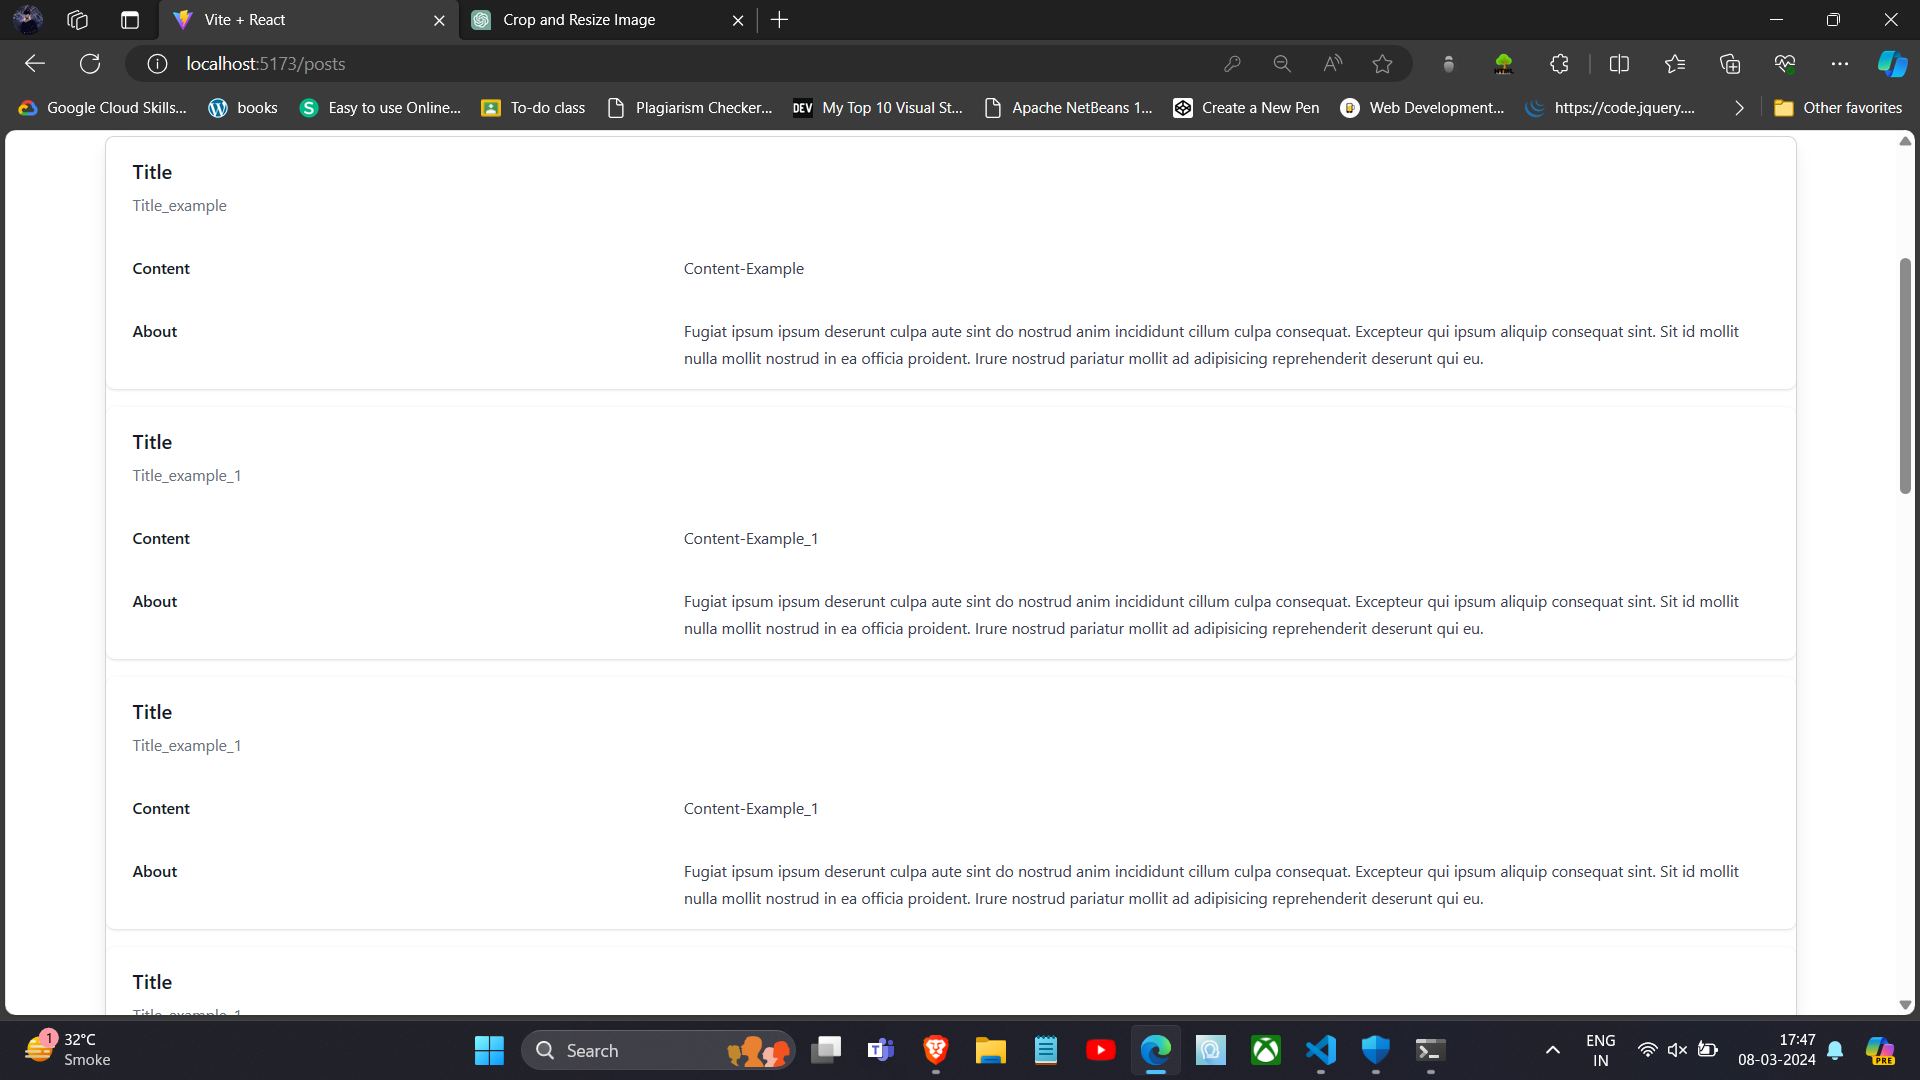 Vite + React
Crop and Resize Image
localhost:5173/posts
Google Cloud Skills...
books
Easy to use Online...
To-do class
Plagiarism Checker...
DEV
My Top 10 Visual St...
Apache NetBeans 1...
Create a New Pen
Web Development...
https://code.jquery....
Other favorites
Title
Title_example
Content
Content-Example
About
Fugiat ipsum ipsum deserunt culpa aute sint do nostrud anim incididunt cillum culpa consequat. Excepteur qui ipsum aliquip consequat sint. Sit id mollit
nulla mollit nostrud in ea officia proident. Irure nostrud pariatur mollit ad adipisicing reprehenderit deserunt qui eu.
Title
Title_example_1
Content
Content-Example_1
About
Fugiat ipsum ipsum deserunt culpa aute sint do nostrud anim incididunt cillum culpa consequat. Excepteur qui ipsum aliquip consequat sint. Sit id mollit
nulla mollit nostrud in ea officia proident. Irure nostrud pariatur mollit ad adipisicing reprehenderit deserunt qui eu.
Title
Title_example_1
Content
Content-Example_1
About
Fugiat ipsum ipsum deserunt culpa aute sint do nostrud anim incididunt cillum culpa consequat. Excepteur qui ipsum aliquip consequat sint. Sit id mollit
nulla mollit nostrud in ea officia proident. Irure nostrud pariatur mollit ad adipisicing reprehenderit deserunt qui eu.
Title
Title_example_1
1
32°C
Smoke
Search
ENG
IN
17:47
08-03-2024
PRE